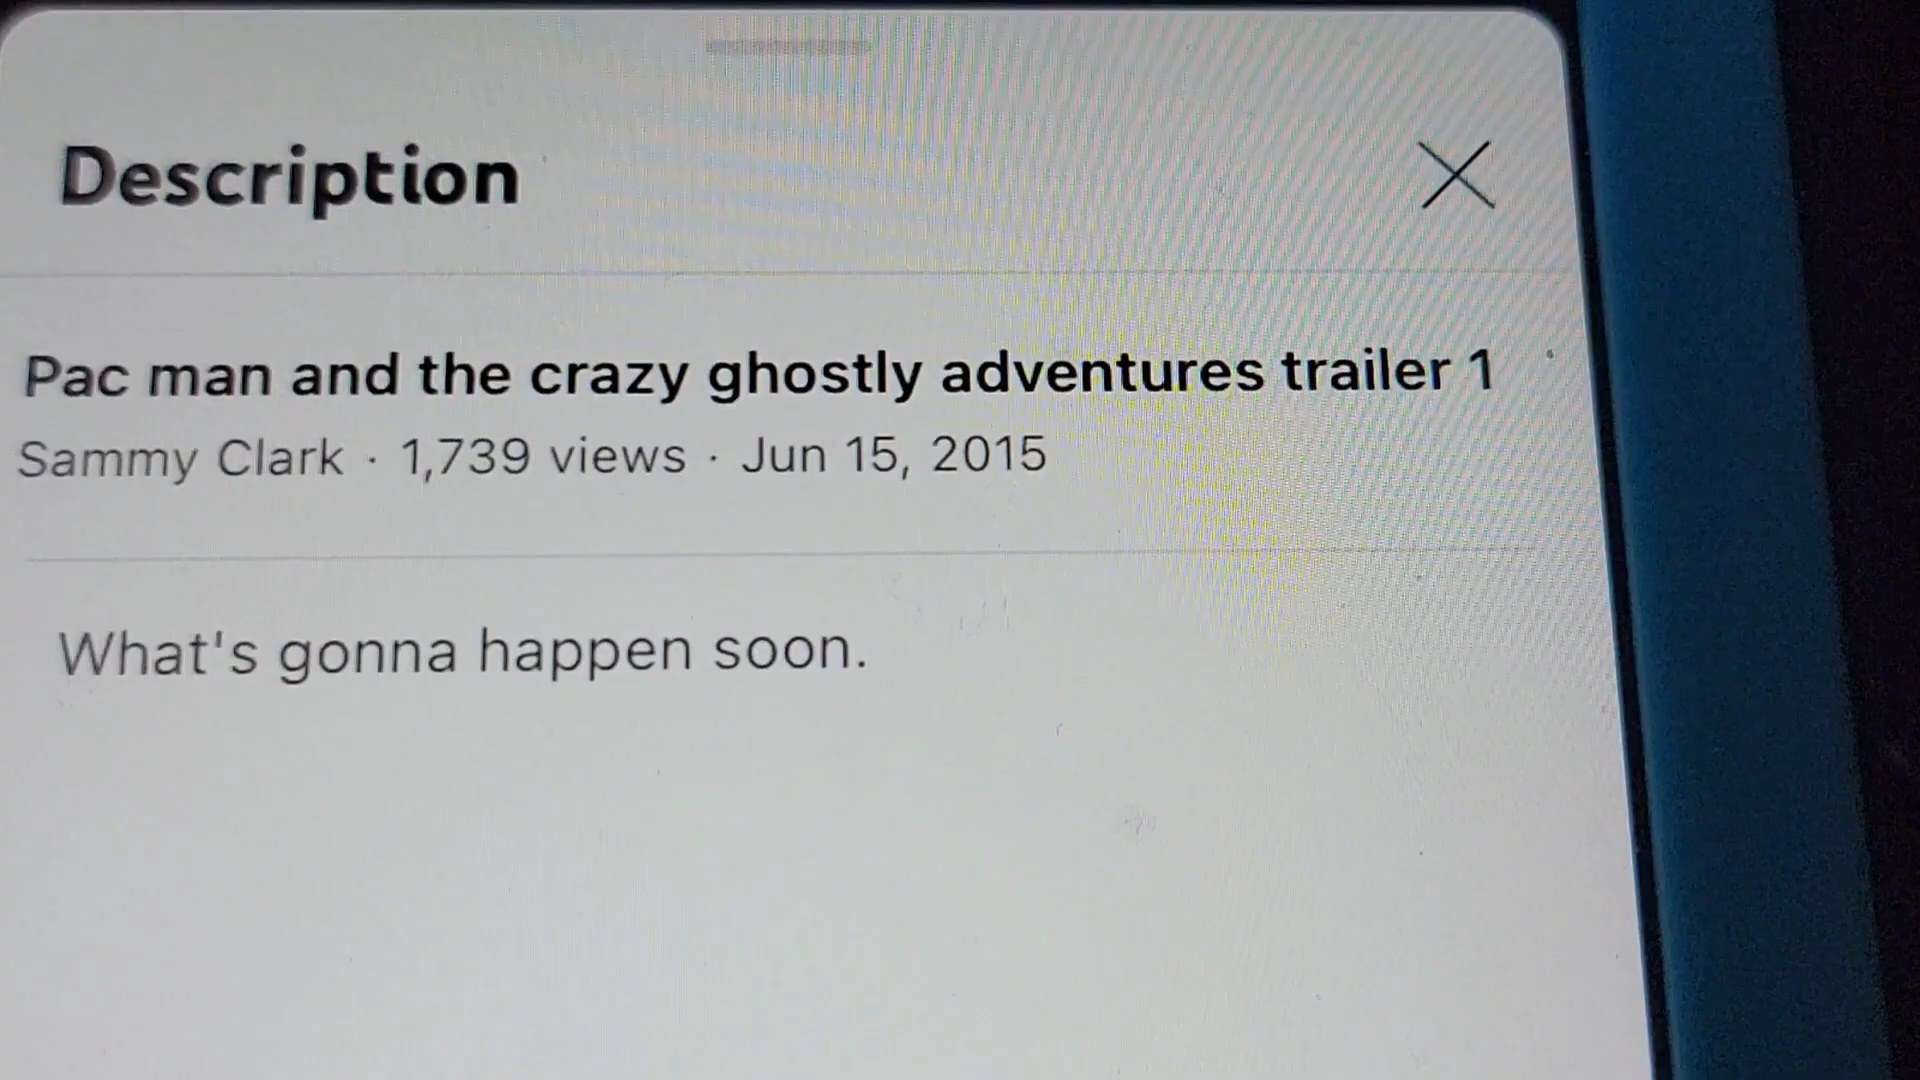 Description
Pac man and the crazy ghostly adventures trailer 1
Sammy Clark · 1,739 views · Jun 15, 2015
What's gonna happen soon.